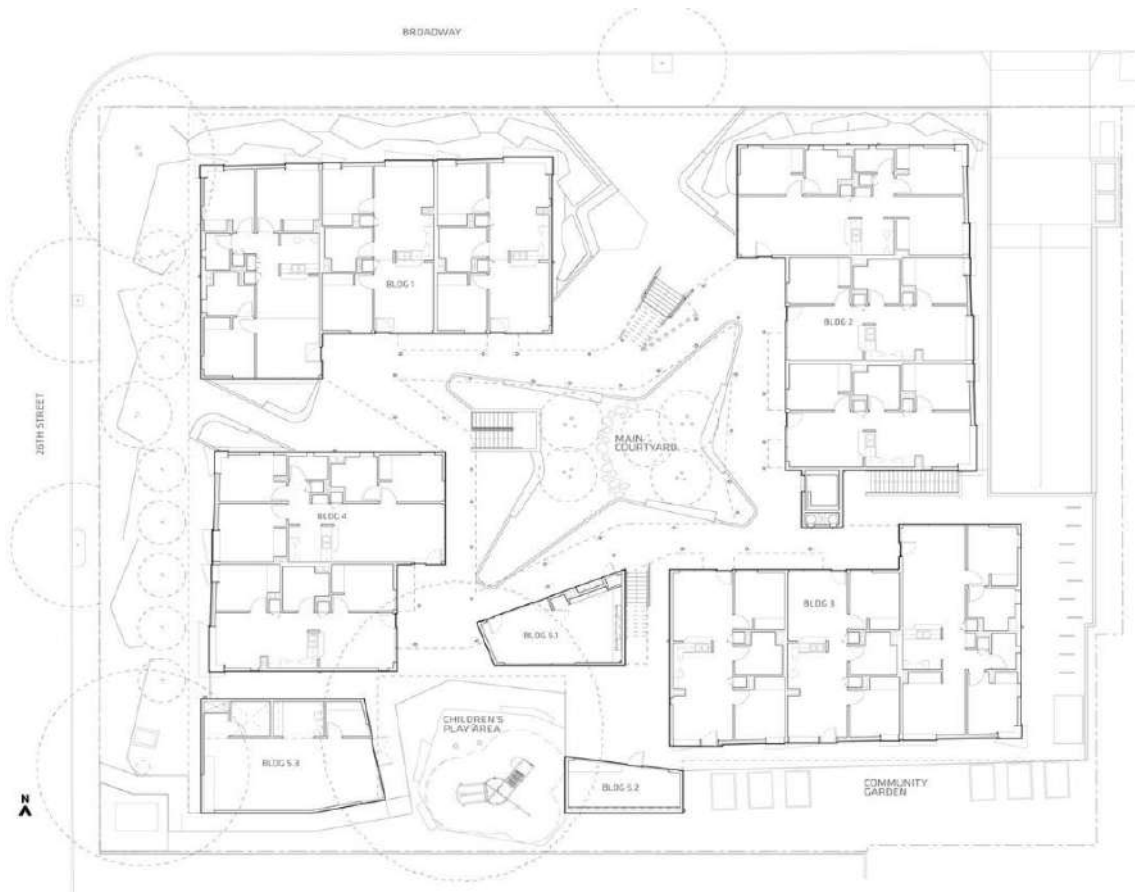 BROADWAY
26TH STREET
BLDG 1
BLDG 2
MAIN
COURTYARD
BLDG 4
BLDG 3
BLDG 5.1
CHILDREN'S
PLAY AREA
BLDG 5.3
BLDG 5.2
COMMUNITY
GARDEN
N